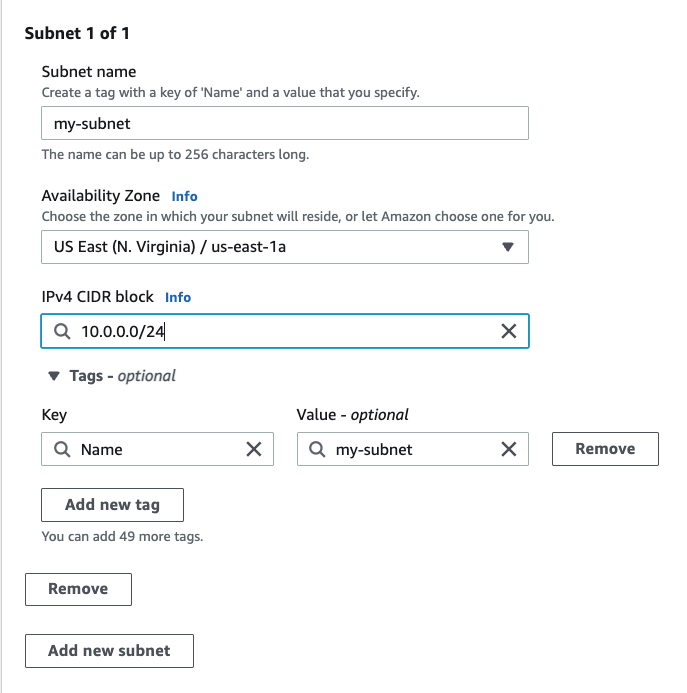 Subnet 1 of 1
Subnet name
Create a tag with a key of 'Name' and a value that you specify.
my-subnet
The name can be up to 256 characters long.
Availability Zone Info
Choose the zone in which your subnet will reside, or let Amazon choose one for you.
US East (N. Virginia) / us-east-1a
IPv4 CIDR block Info
10.0.0.0/24
Tags - optional
Key Value - optional
Name my-subnet Remove
Add new tag
You can add 49 more tags.
Remove
Add new subnet